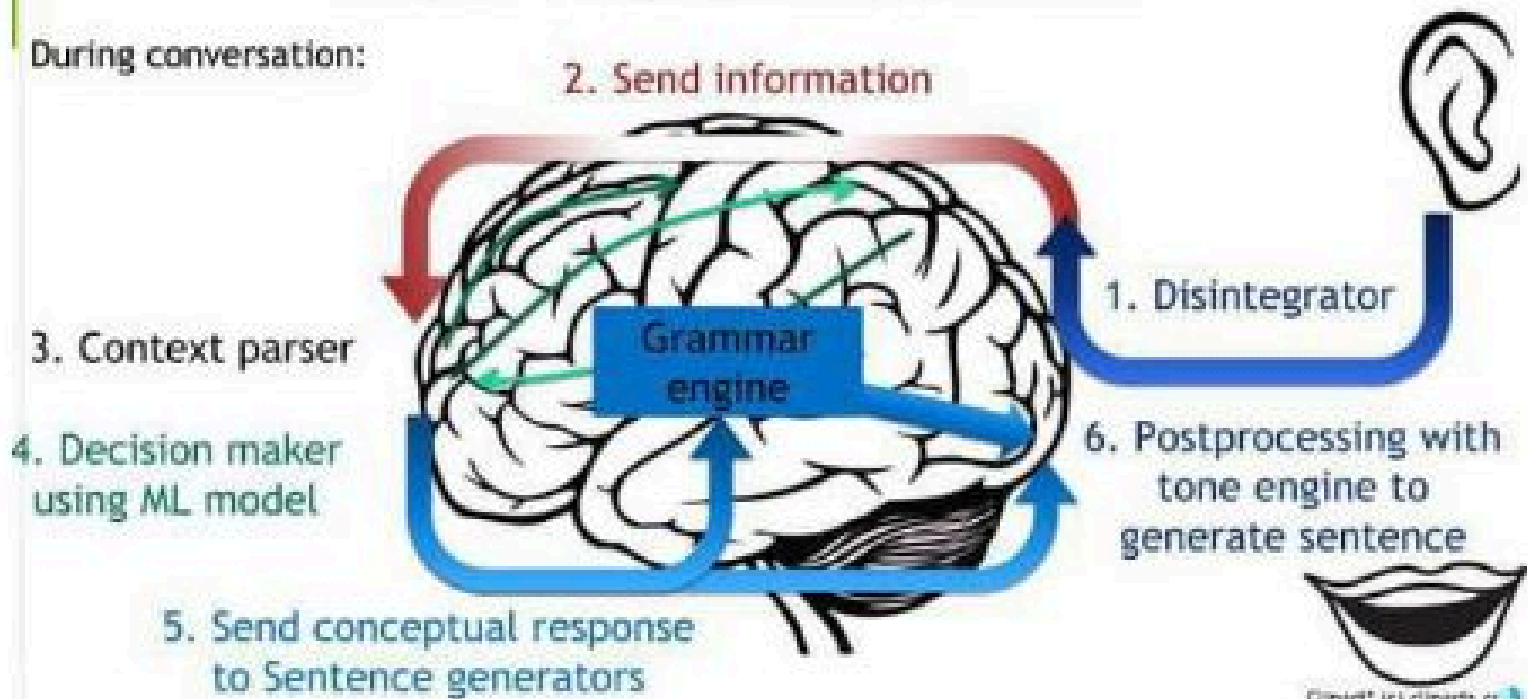 During conversation:
2. Send information
1. Disintegrator
3. Context parser
Grammar
engine
4. Decision maker
using ML model
6. Postprocessing with
tone engine to
generate sentence
5. Send conceptual response
to Sentence generators